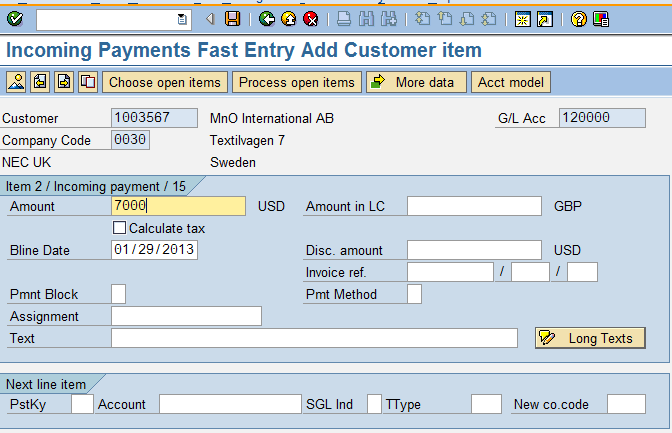 Incoming Payments Fast Entry Add Customer item
Choose open items Process open items More data Acct model
Customer 1003567 MnO International AB G/L Acc 120000
Company Code 0030 Textilvagen 7
NEC UK Sweden
Item 2 / Incoming payment / 15
Amount 7000 USD Amount in LC GBP
Calculate tax
Bline Date 01/29/2013 Disc. amount USD
Invoice ref. / /
Pmnt Block Pmt Method
Assignment
Text Long Texts
Next line item
PstKy Account SGL Ind TType New co.code